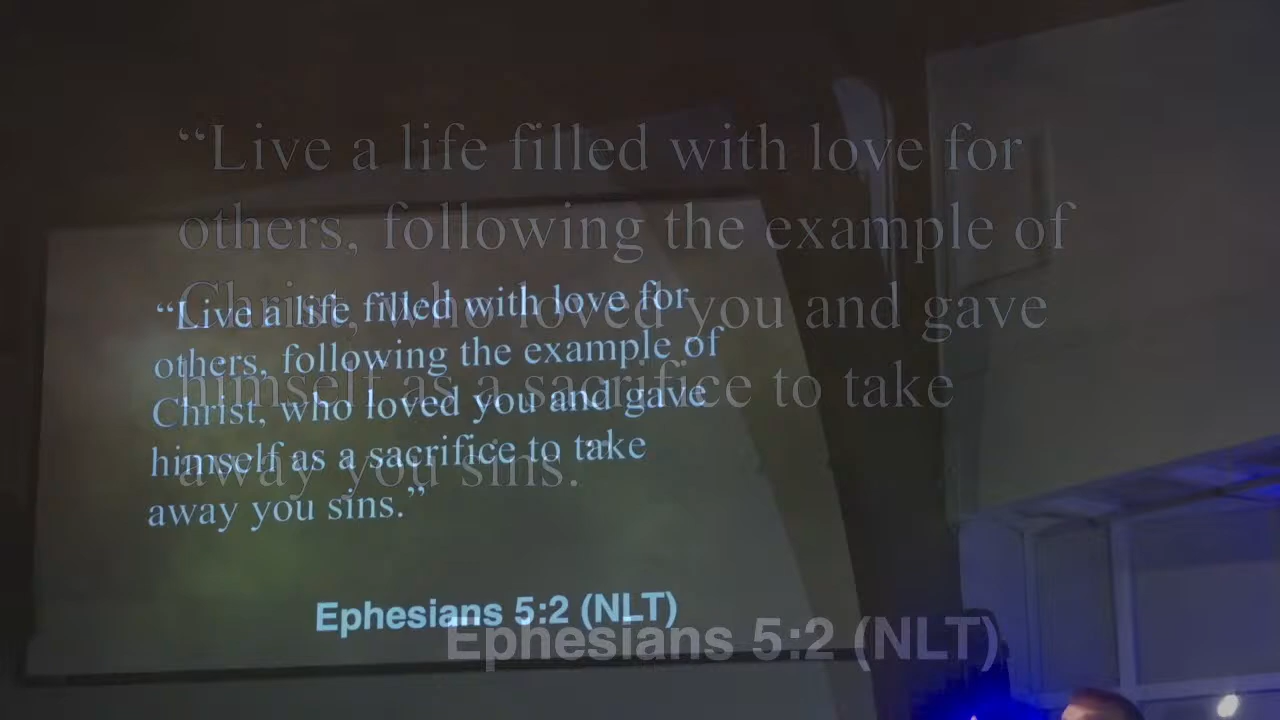 “Live a life filled with love for
others, following the example of
Christ, who loved you and gave
himself as a sacrifice to take
away you sins.”
Ephesians 5:2 (NLT)
“Live a life filled with love for
others, following the example of
Christ, who loved you and gave
himself as a sacrifice to take
away you sins.”
Ephesians 5:2 (NLT)